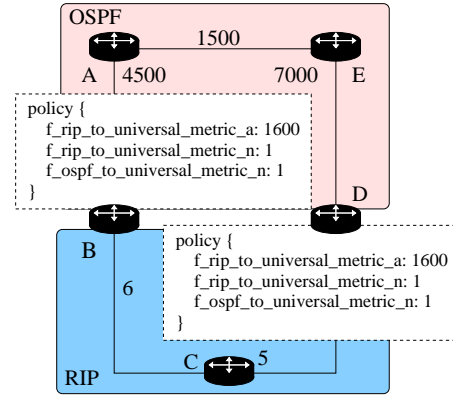 OSPF
1500
A
4500
7000
E
policy {
f_rip_to_universal_metric_a: 1600
f_rip_to_universal_metric_n: 1
f_ospf_to_universal_metric_n: 1
}
D
B
policy {
f_rip_to_universal_metric_a: 1600
f_rip_to_universal_metric_n: 1
f_ospf_to_universal_metric_n: 1
}
6
C
5
RIP